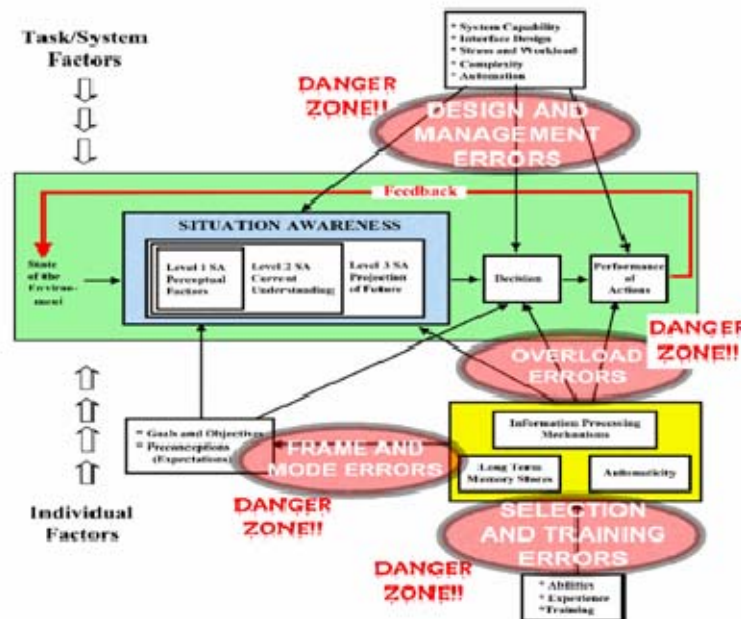 Task/System
Factors
* System Capability
* Interface Design
* Stress and Workload
* Complexity
* Automation
DANGER
ZONE!!
DESIGN AND
MANAGEMENT
ERRORS
Feedback
SITUATION AWARENESS
State
of the
Environ-
ment
Level 1 SA
Perceptual
Factors
Level 2 SA
Current
Understanding
Level 3 SA
Projection
of Future
Decision
Performance
of
Actions
DANGER
ZONE!!
OVERLOAD
ERRORS
* Goals and Objectives
* Preconceptions
(Expectations)
FRAME AND
MODE ERRORS
Information Processing
Mechanisms
Long Term
Memory Stores
Automaticity
DANGER
ZONE!!
Individual
Factors
SELECTION
AND TRAINING
ERRORS
DANGER
ZONE!!
* Abilities
* Experience
*Training